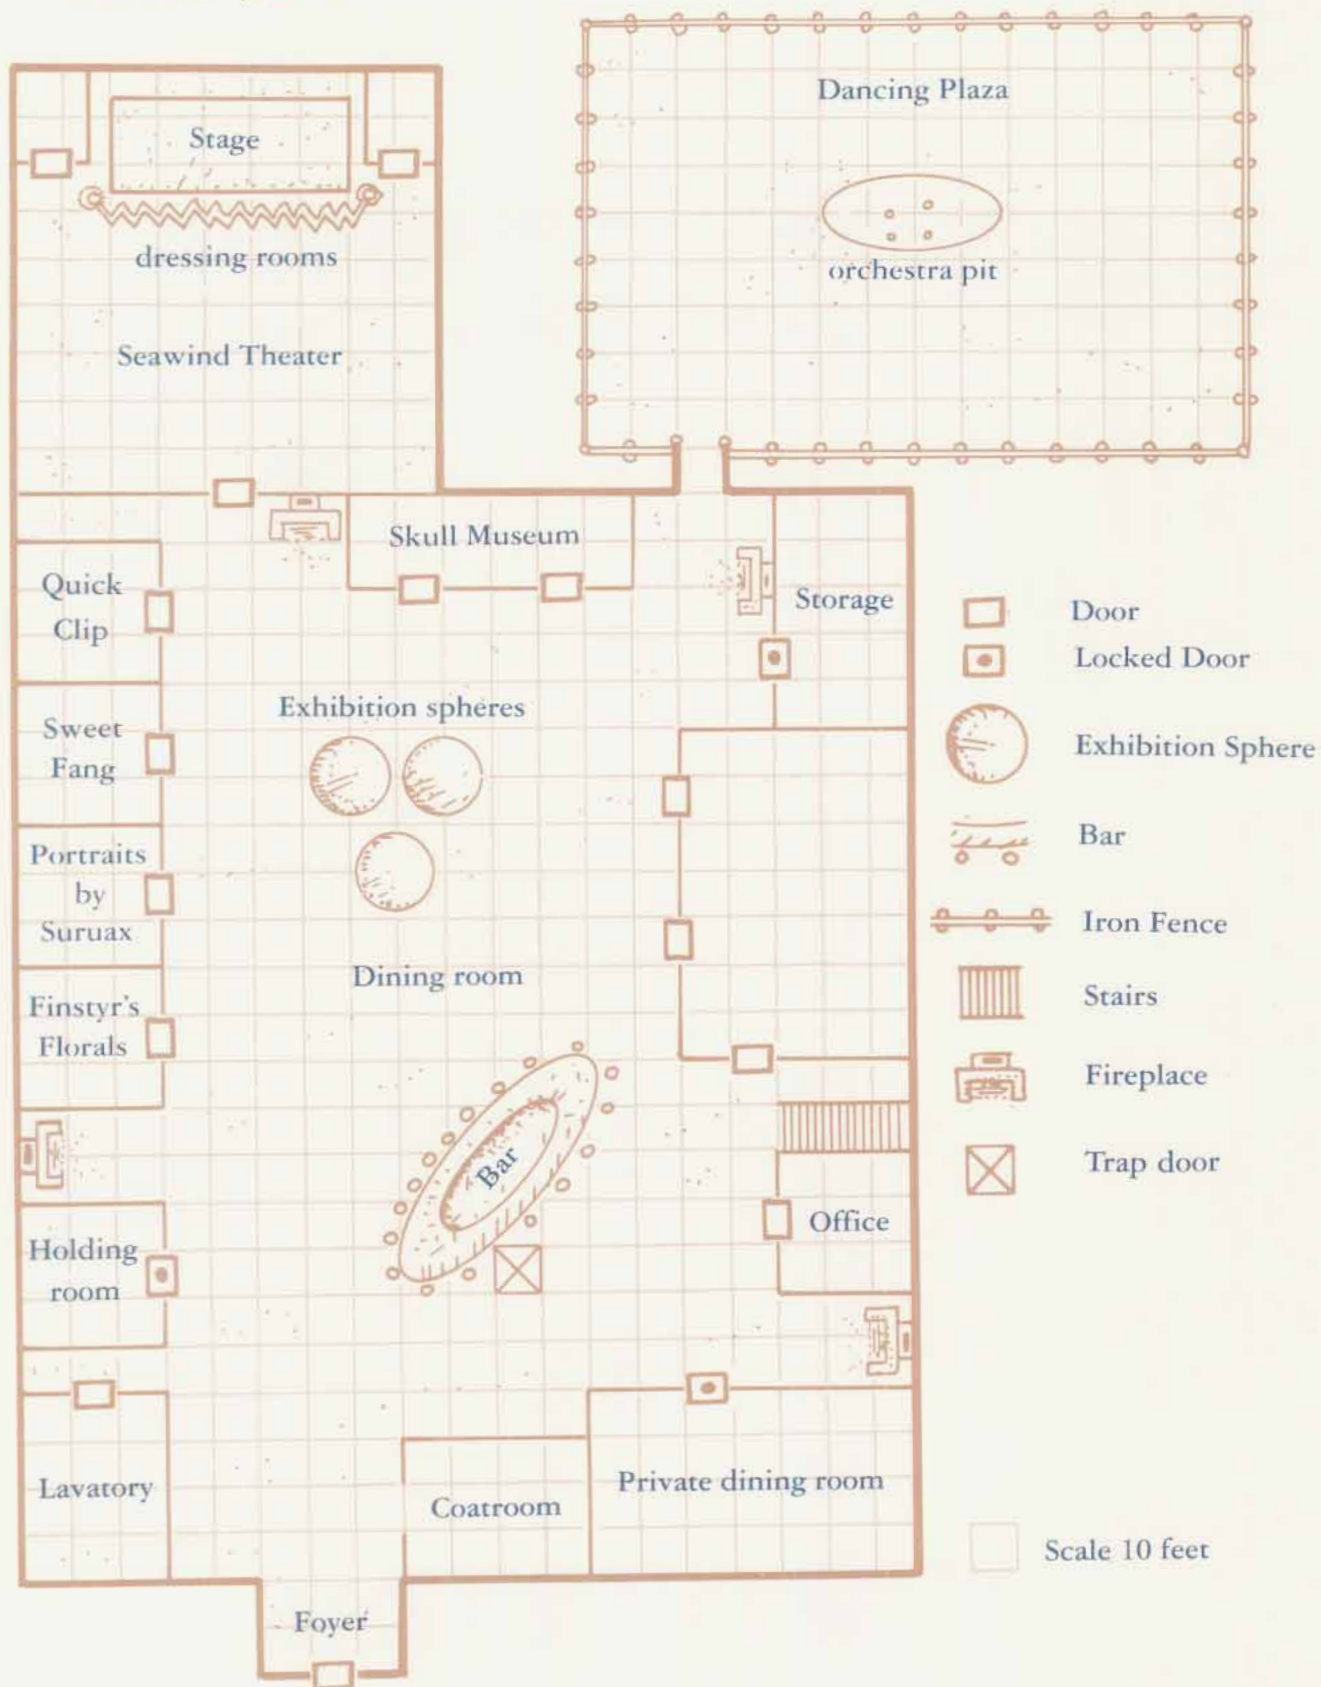 Dancing Plaza
Stage
orchestra pit
dressing rooms
Seawind Theater
Skull Museum
Quick
Clip
Storage
Sweet
Fang
Exhibition spheres
Portraits
by
Suruax
Dining room
Finstyr's
Florals
Bar
Office
Holding
room
Lavatory
Coatroom
Private dining room
Foyer
Door
Locked Door
Exhibition Sphere
Bar
Iron Fence
Stairs
Fireplace
Trap door
Scale 10 feet